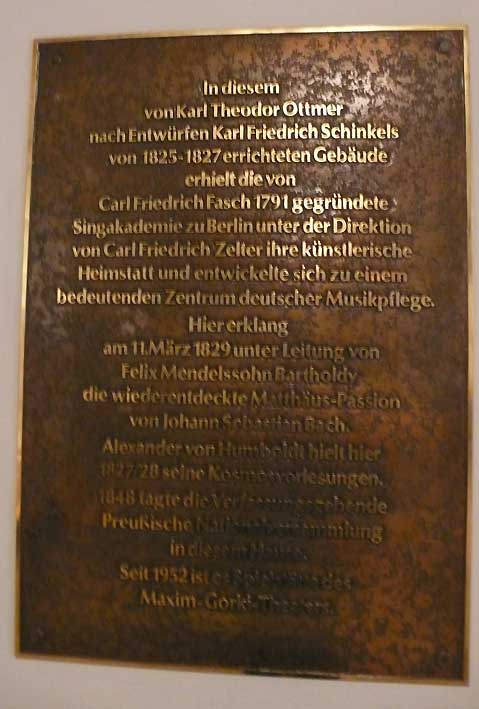 In diesem
von Karl Theodor Ottmer
nach Entwürfen Karl Friedrich Schinkels
von 1825-1827 errichteten Gebäude
erhielt die von
Carl Friedrich Fasch 1791 gegründete
Singakademie zu Berlin unter der Direktion
von Carl Friedrich Zelter ihre künstlerische
Heimstatt und entwickelte sich zu einem
bedeutenden Zentrum deutscher Musikpflege.
Hier erklang
am 11. März 1829 unter Leitung von
Felix Mendelssohn Bartholdy
die wiederentdeckte Matthäus-Passion
von Johann Sebastian Bach.
Alexander von Humboldt hielt hier
1827/28 seine Kosmosvorlesungen.
1848 tagte die Verfassungsgebende
Preußische Nationalversammlung
in diesem Hause.
Seit 1952 ist es Spielstätte des
Maxim-Gorki-Theaters.